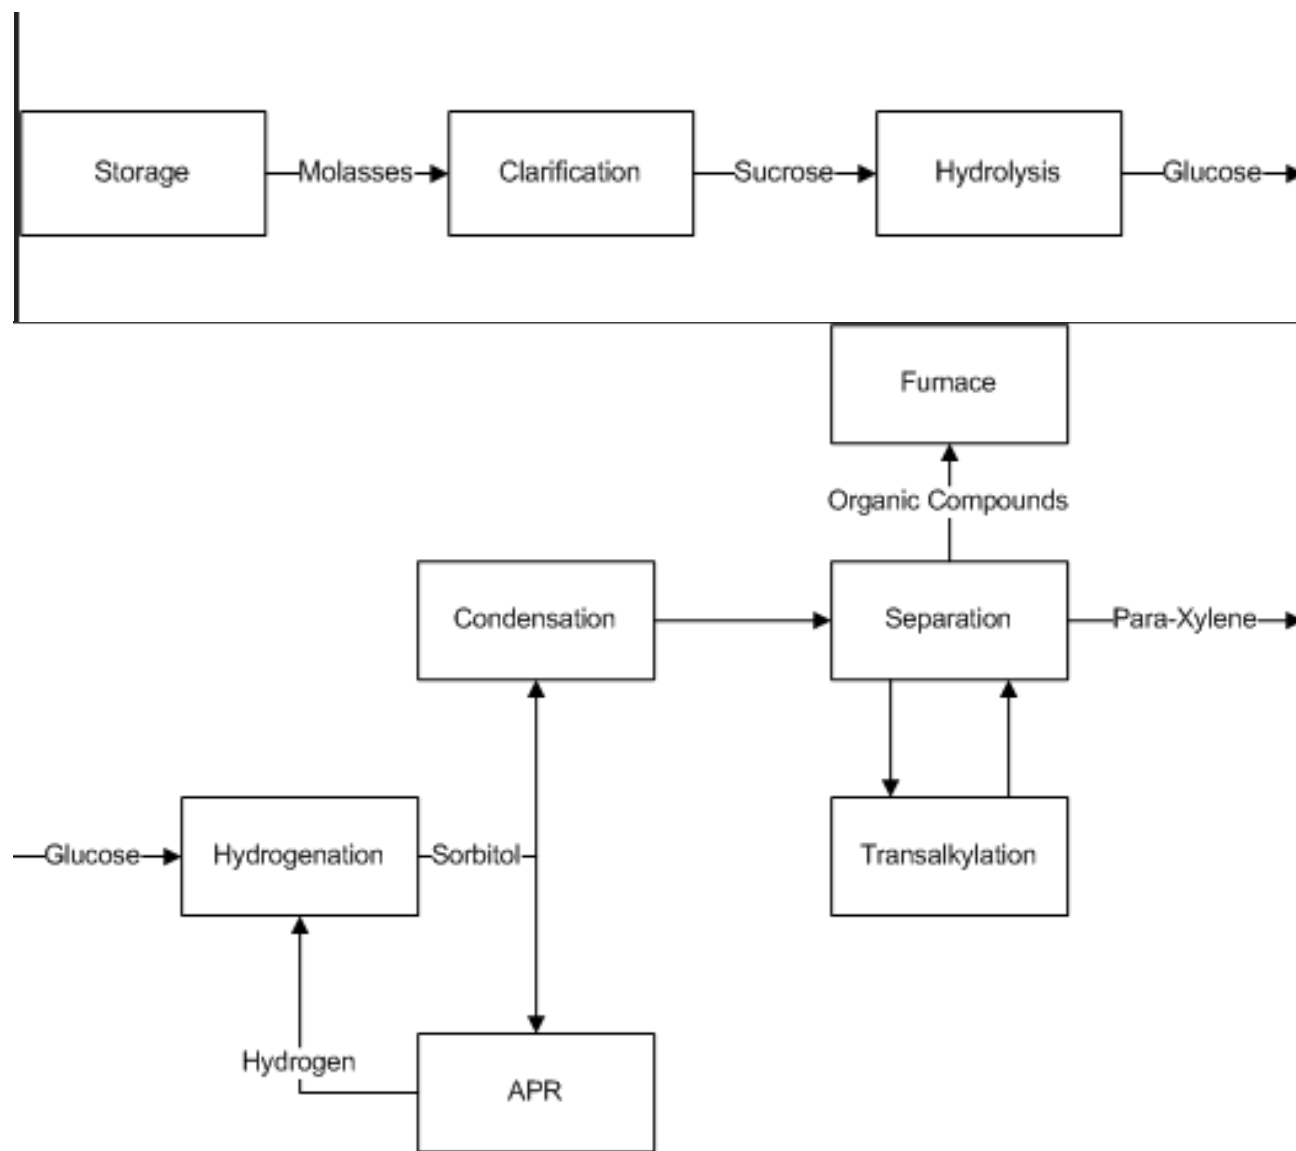 Storage
Molasses
Clarification
Sucrose
Hydrolysis
Glucose
Furnace
Organic Compounds
Condensation
Separation
Para-Xylene
Glucose
Hydrogenation
Sorbitol
Transalkylation
Hydrogen
APR